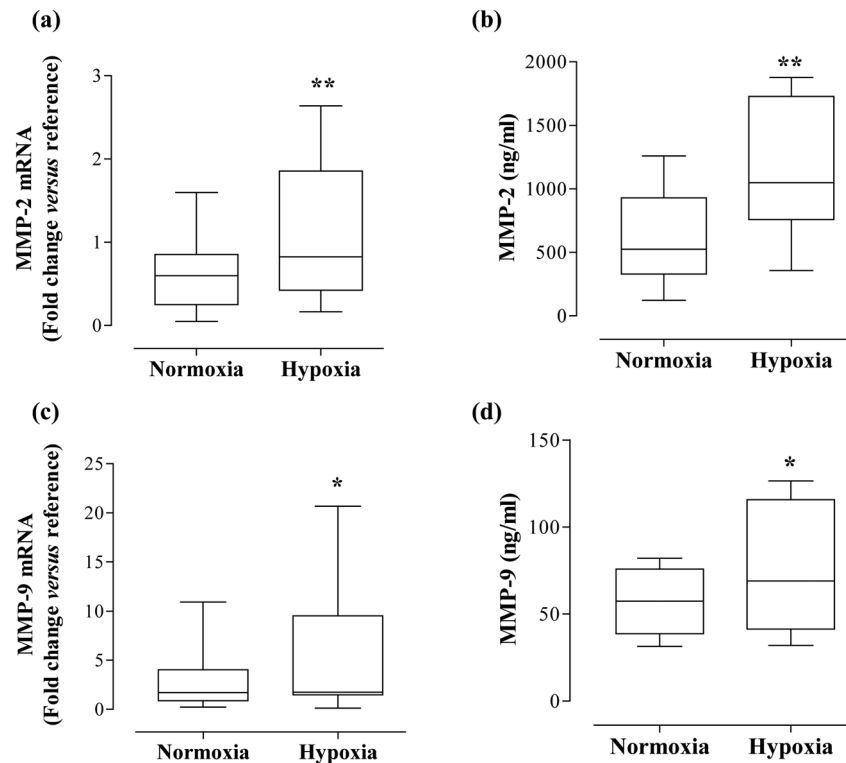 (a)
MMP-2 mRNA
(Fold change versus reference)
3
2
1
0
**
Normoxia Hypoxia
(b)
MMP-2 (ng/ml)
2000
1500
1000
500
0
**
Normoxia Hypoxia
(c)
MMP-9 mRNA
(Fold change versus reference)
25
20
15
10
5
0
*
Normoxia Hypoxia
(d)
MMP-9 (ng/ml)
150
100
50
0
*
Normoxia Hypoxia